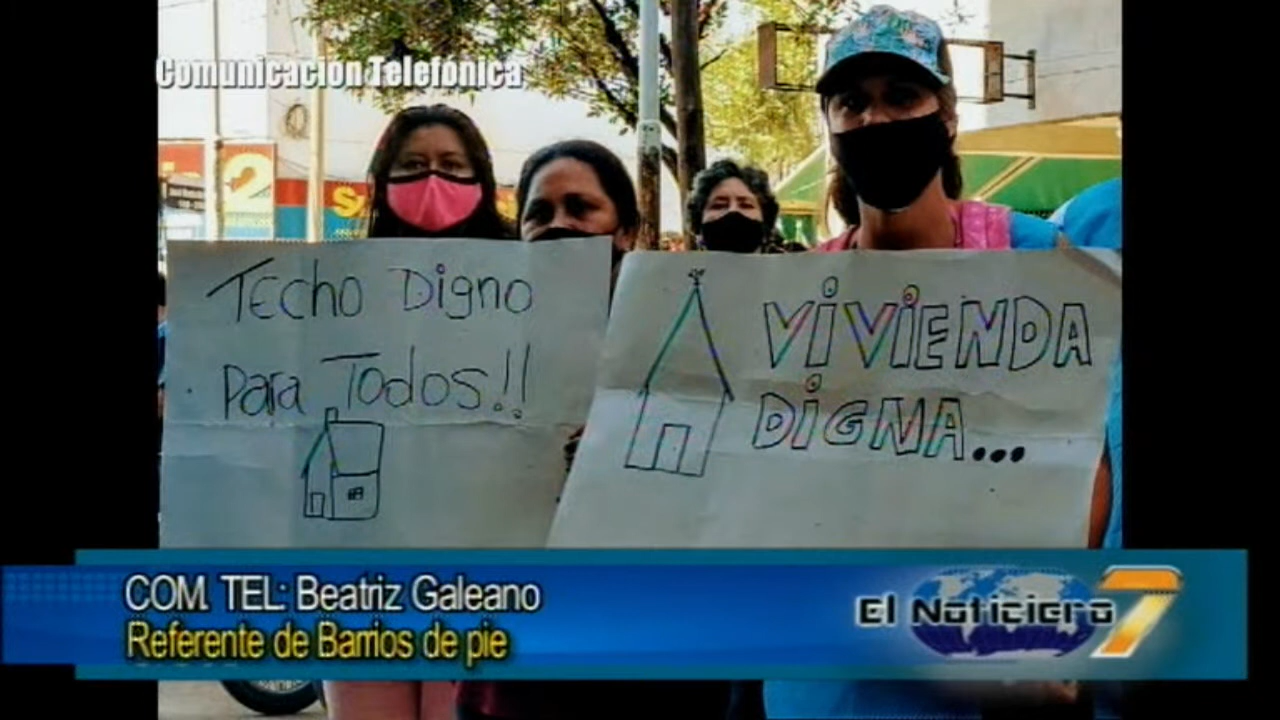 Comunicación Telefónica
2
S
Techo Digno
Para Todos!!
ViViENDA
DiGNA...
COM. TEL: Beatriz Galeano
Referente de Barrios de pie
El Noticiero 7